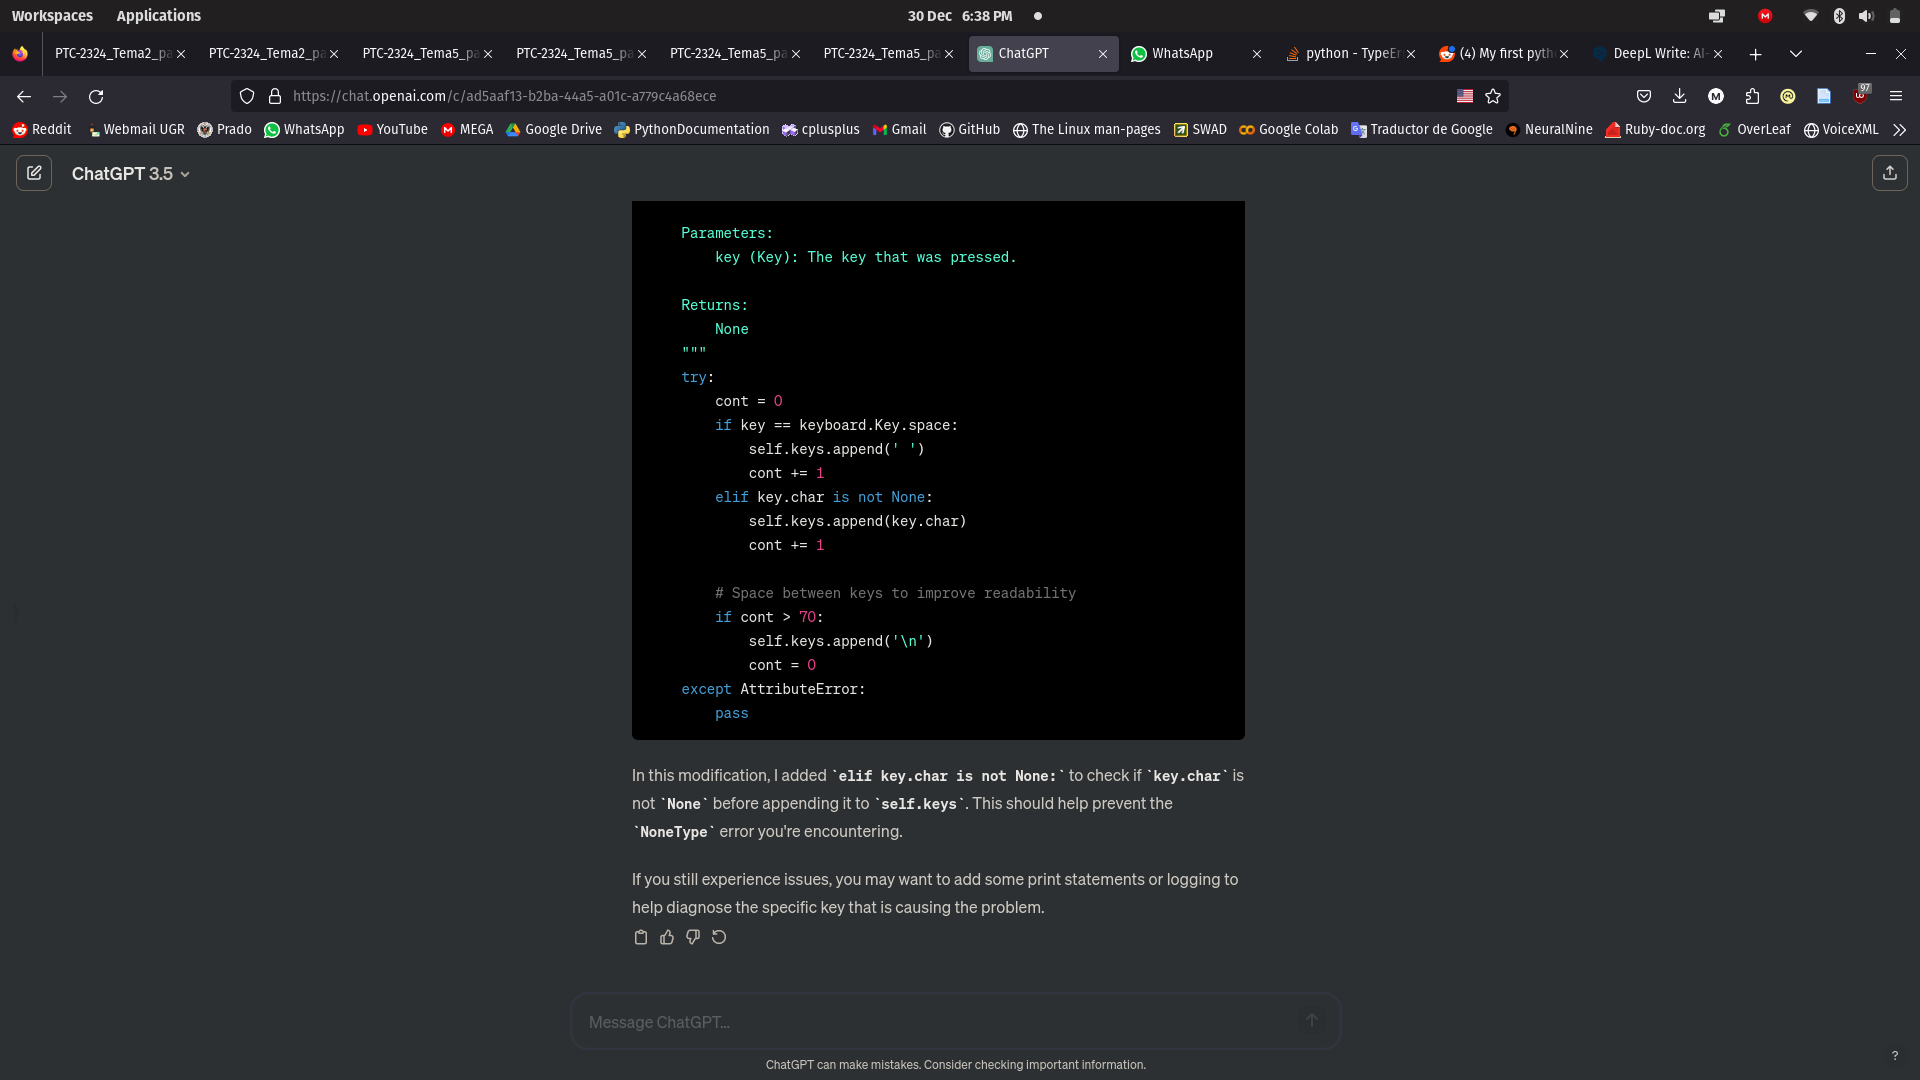 Workspaces Applications 30 Dec 6:38 PM
PTC-2324_Tema2_pa PTC-2324_Tema2_pa PTC-2324_Tema5_pa PTC-2324_Tema5_pa PTC-2324_Tema5_pa PTC-2324_Tema5_pa ChatGPT WhatsApp python - TypeEr (4) My first pyth DeepL Write: AI-
https://chat.openai.com/c/ad5aaf13-b2ba-44a5-a01c-a779c4a68ece 97
Reddit Webmail UGR Prado WhatsApp YouTube MEGA Google Drive PythonDocumentation cplusplus Gmail GitHub The Linux man-pages SWAD Google Colab Traductor de Google NeuralNine Ruby-doc.org OverLeaf VoiceXML
ChatGPT 3.5
Parameters:
key (Key): The key that was pressed.
Returns:
None
"""
try:
cont = 0
if key == keyboard.Key.space:
self.keys.append(' ')
cont += 1
elif key.char is not None:
self.keys.append(key.char)
cont += 1
# Space between keys to improve readability
if cont > 70:
self.keys.append('\n')
cont = 0
except AttributeError:
pass
In this modification, I added `elif key.char is not None:` to check if `key.char` is
not `None` before appending it to `self.keys`. This should help prevent the
`NoneType` error you're encountering.
If you still experience issues, you may want to add some print statements or logging to
help diagnose the specific key that is causing the problem.
Message ChatGPT...
ChatGPT can make mistakes. Consider checking important information.
?